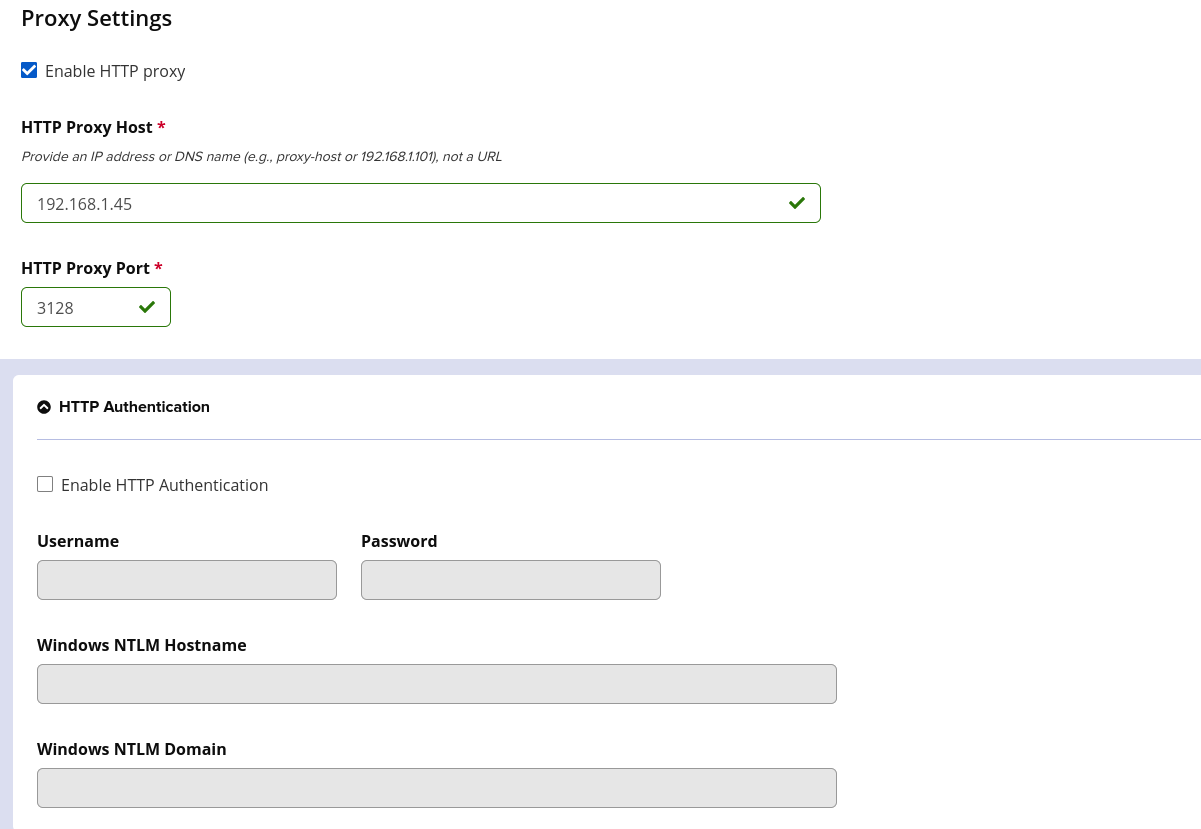 Proxy Settings
Enable HTTP proxy
HTTP Proxy Host *
Provide an IP address or DNS name (e.g., proxy-host or 192.168.1.101), not a URL
192.168.1.45
HTTP Proxy Port *
3128
HTTP Authentication
Enable HTTP Authentication
Username Password
Windows NTLM Hostname
Windows NTLM Domain